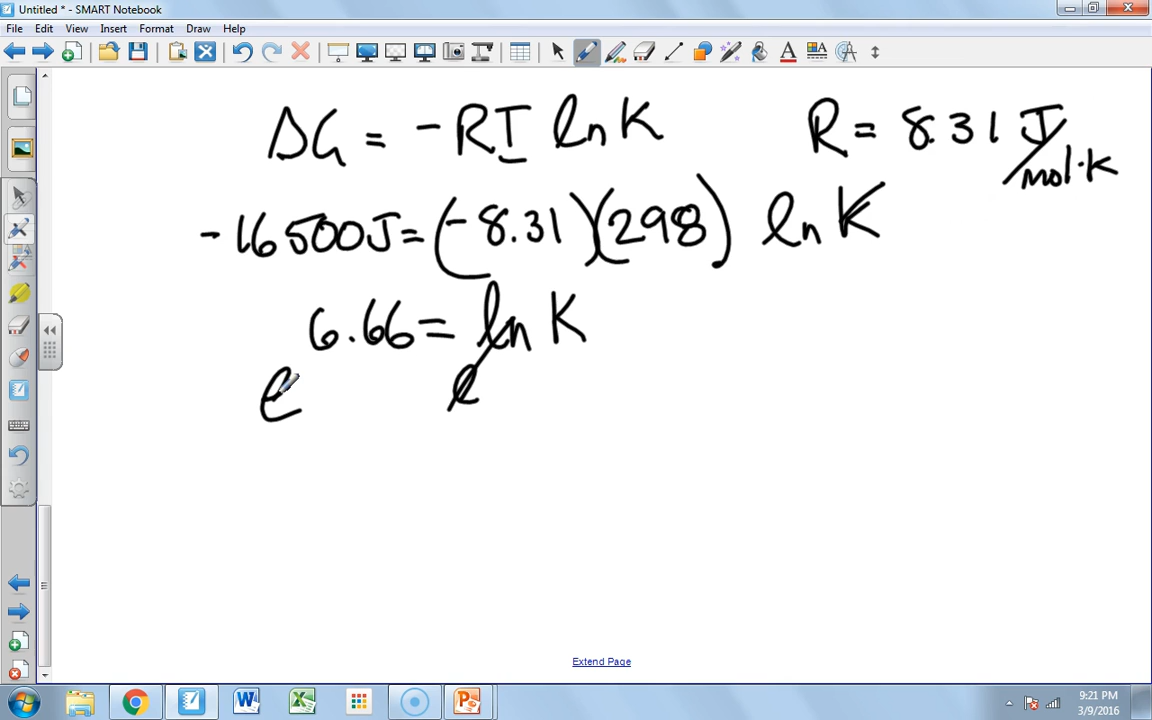 Untitled * - SMART Notebook
File Edit View Insert Format Draw Help
ΔG = -RT ln K
R = 8.31 J/mol·K
-16500J = (-8.31)(298) ln K
6.66 = ln K
e e
Extend Page
9:21 PM
3/9/2016